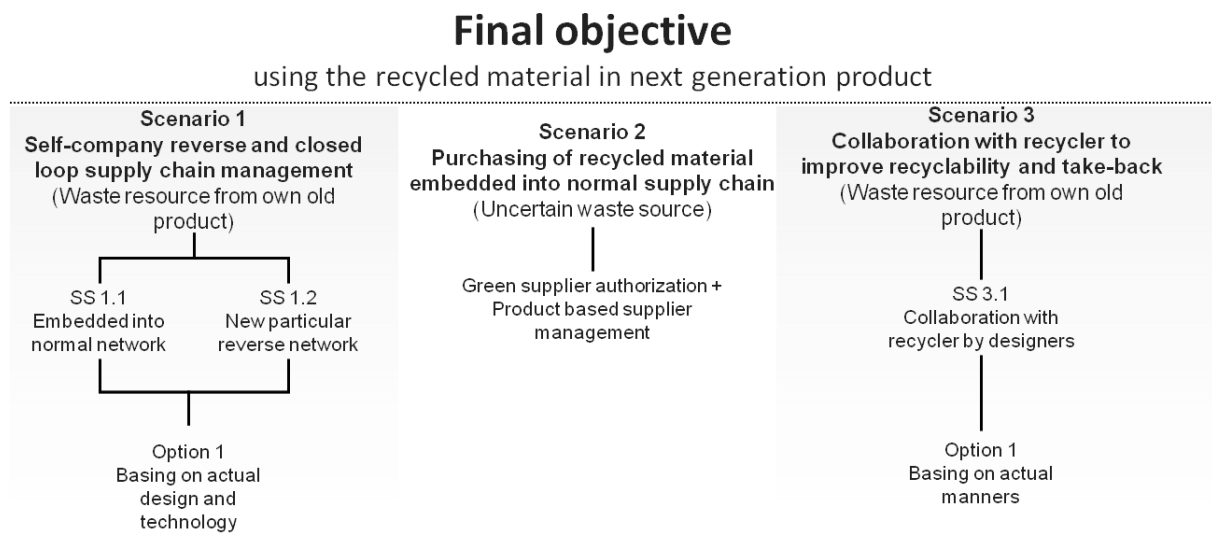 Final objective
using the recycled material in next generation product
Scenario 1
Self-company reverse and closed
loop supply chain management
(Waste resource from own old
product)
SS 1.1
Embedded into
normal network
SS 1.2
New particular
reverse network
Option 1
Basing on actual
design and
technology
Scenario 2
Purchasing of recycled material
embedded into normal supply chain
(Uncertain waste source)
Green supplier authorization +
Product based supplier
management
Scenario 3
Collaboration with recycler to
improve recyclability and take-back
(Waste resource from own old
product)
SS 3.1
Collaboration with
recycler by designers
Option 1
Basing on actual
manners